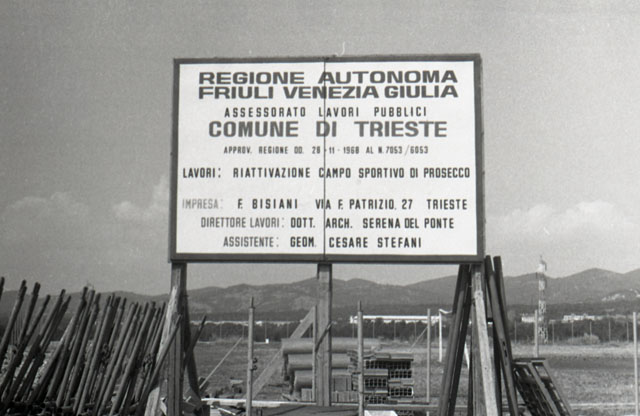 REGIONE AUTONOMA
FRIULI VENEZIA GIULIA
ASSESSORATO LAVORI PUBBLICI
COMUNE DI TRIESTE
APPROV. REGIONE DD. 28-11-1968 AL N. 7053/6053
LAVORI: RIATTIVAZIONE CAMPO SPORTIVO DI PROSECCO
IMPRESA: F. BISIANI VIA F. PATRIZIO, 27 TRIESTE
DIRETTORE LAVORI: DOTT. ARCH. SERENA DEL PONTE
ASSISTENTE: GEOM. CESARE STEFANI